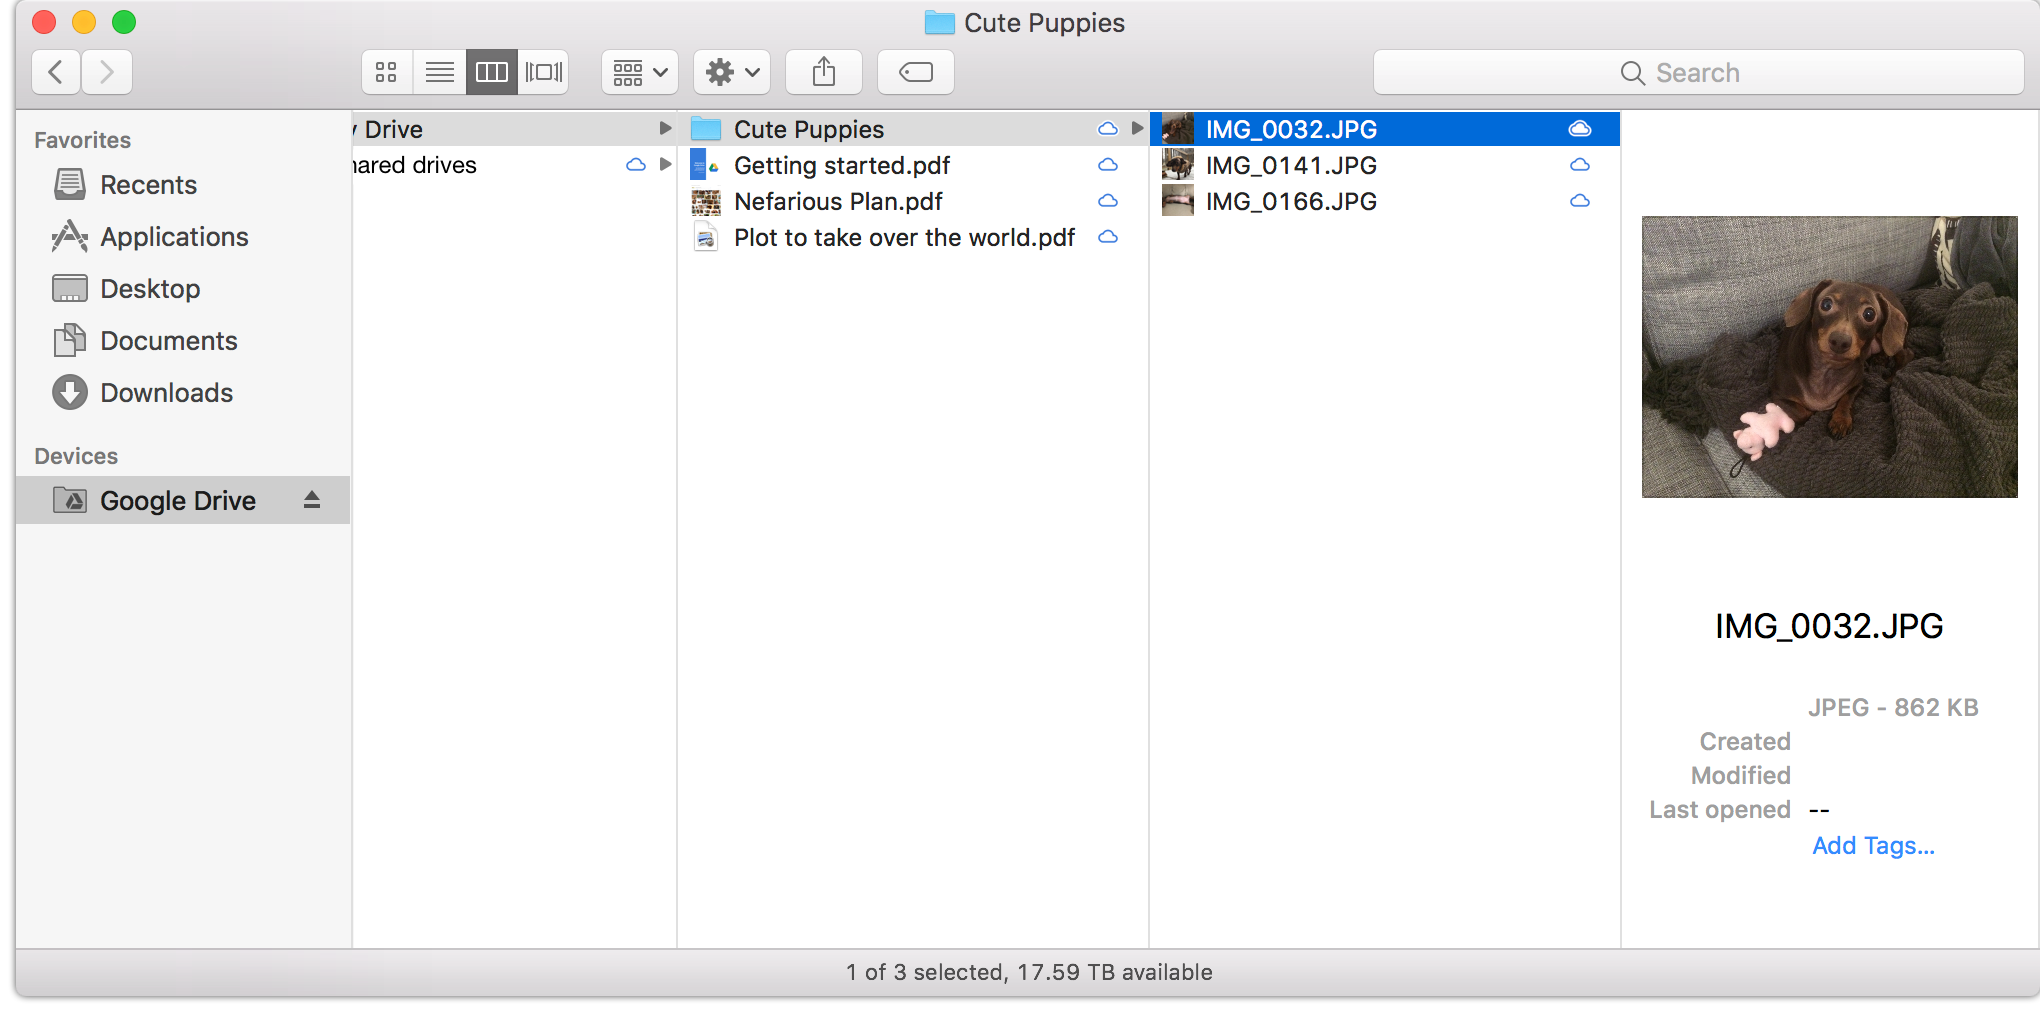 Cute Puppies
Search
Favorites
Recents
Applications
Desktop
Documents
Downloads
Devices
Google Drive
Drive
hared drives
Cute Puppies
Getting started.pdf
Nefarious Plan.pdf
Plot to take over the world.pdf
IMG_0032.JPG
IMG_0141.JPG
IMG_0166.JPG
IMG_0032.JPG
JPEG - 862 KB
Created
Modified
Last opened --
Add Tags...
1 of 3 selected, 17.59 TB available